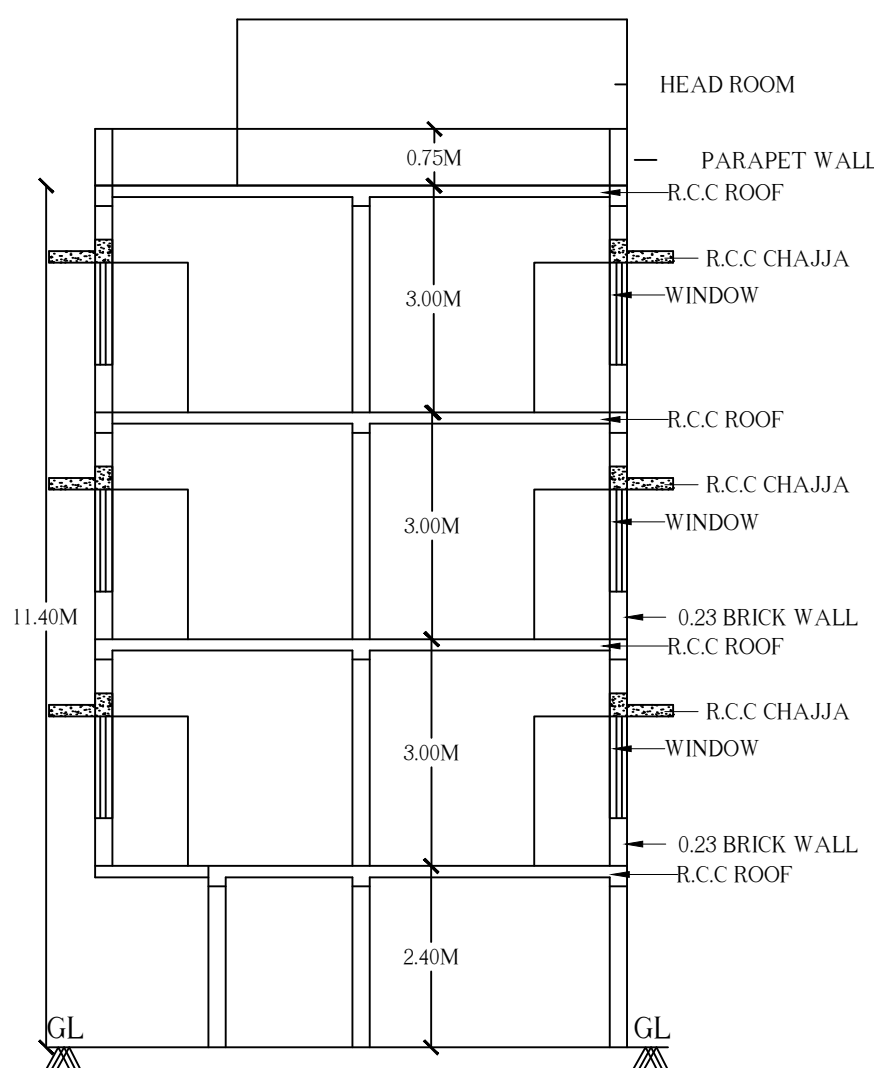 HEAD ROOM
0.75M
PARAPET WALL
R.C.C ROOF
R.C.C CHAJJA
3.00M
WINDOW
R.C.C ROOF
R.C.C CHAJJA
3.00M
WINDOW
11.40M
0.23 BRICK WALL
R.C.C ROOF
R.C.C CHAJJA
3.00M
WINDOW
0.23 BRICK WALL
R.C.C ROOF
2.40M
GL
GL